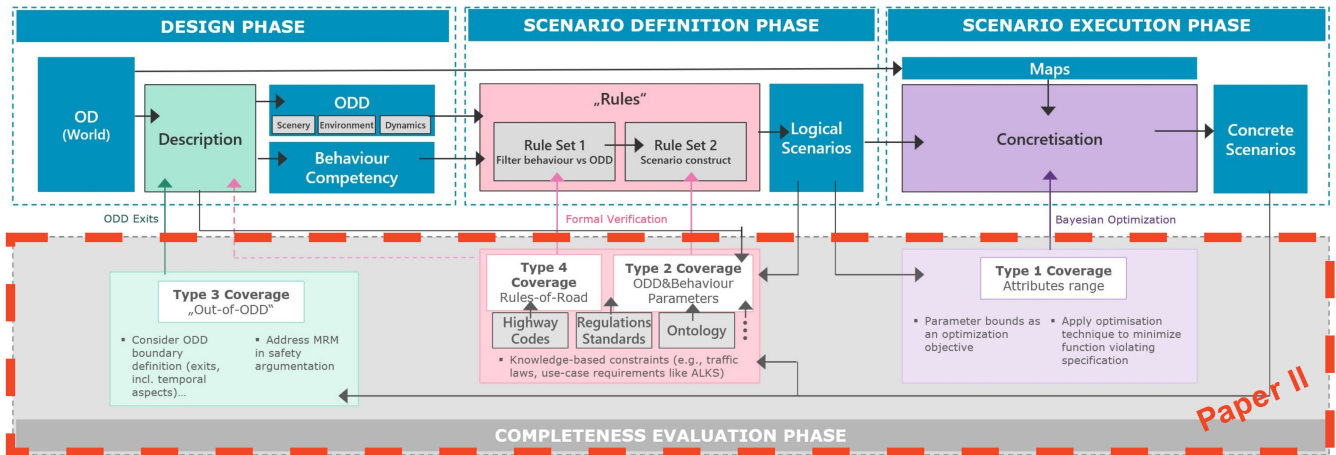 DESIGN PHASE
SCENARIO DEFINITION PHASE
SCENARIO EXECUTION PHASE
OD
(World)
Description
ODD
Scenery
Environment
Dynamics
Behaviour
Competency
„Rules“
Rule Set 1
Filter behaviour vs ODD
Rule Set 2
Scenario construct
Logical
Scenarios
Maps
Concretisation
Concrete
Scenarios
ODD Exits
Formal Verification
Bayesian Optimization
Type 3 Coverage
„Out-of-ODD“
▪ Consider ODD
boundary
definition (exits,
incl. temporal
aspects)…
▪ Address MRM
in safety
argumentation
Type 4
Coverage
Rules-of-Road
Type 2 Coverage
ODD&Behaviour
Parameters
Highway
Codes
Regulations
Standards
Ontology
▪ Knowledge-based constraints (e.g., traffic
laws, use-case requirements like ALKS)
Type 1 Coverage
Attributes range
▪ Parameter bounds as
an optimization
objective
▪ Apply optimisation
technique to minimize
function violating
specification
Paper II
COMPLETENESS EVALUATION PHASE